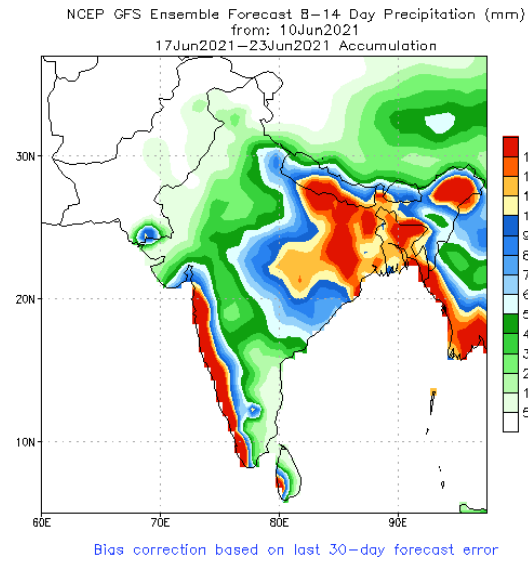 NCEP GFS Ensemble Forecast 8-14 Day Precipitation (mm)
from: 10Jun2021
17Jun2021-23Jun2021 Accumulation
30N
20N
10N
60E
70E
80E
90E
Bias correction based on last 30-day forecast error